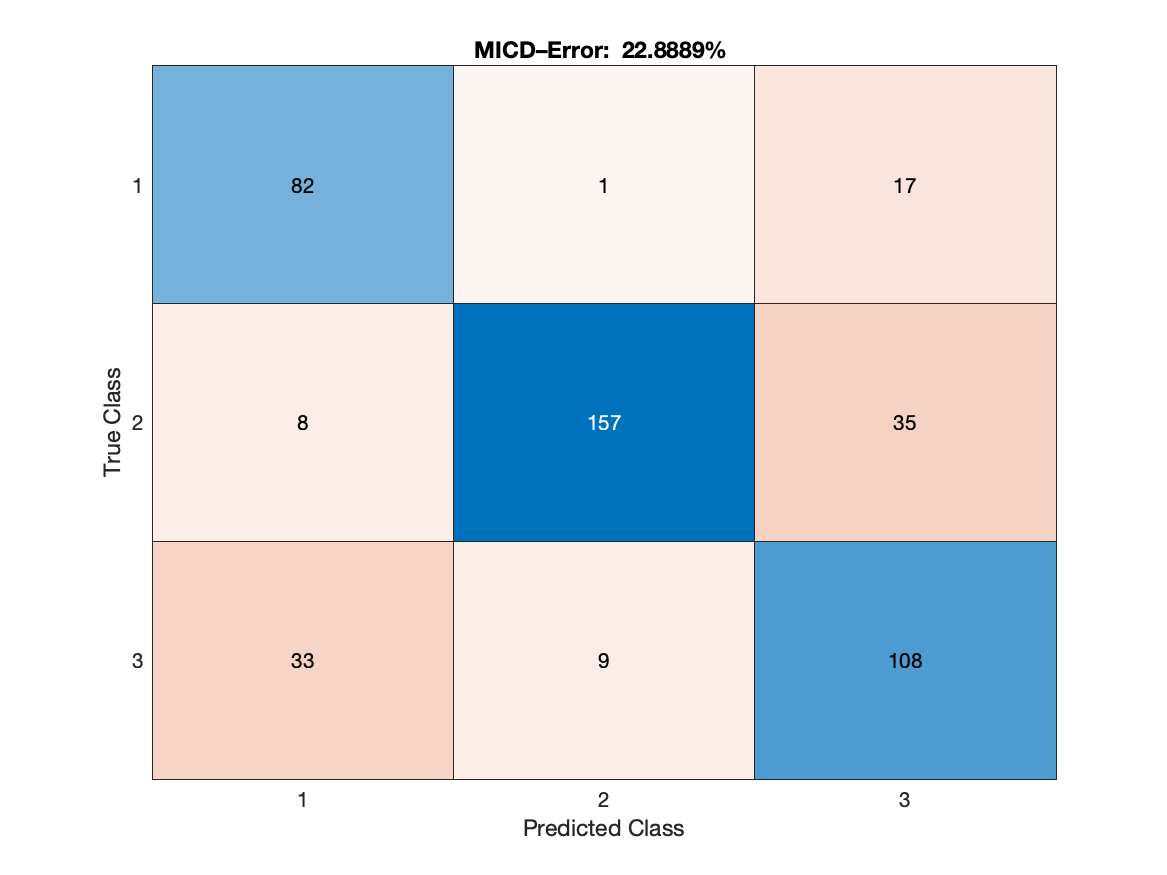 MICD–Error: 22.8889%
1 82 1 17
2 8 157 35
3 33 9 108
1 2 3
Predicted Class
True Class